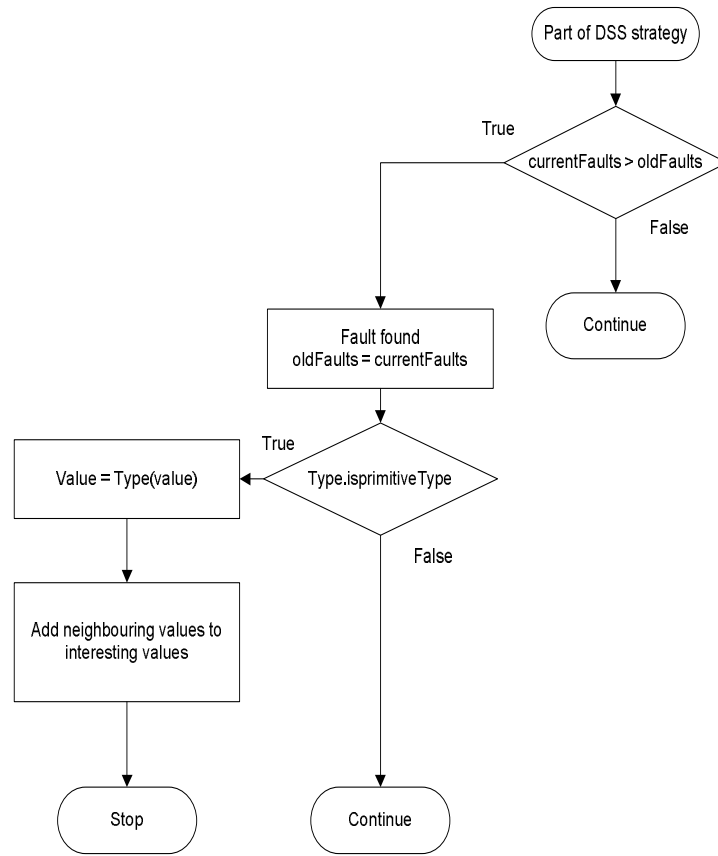 Part of DSS strategy
True
currentFaults > oldFaults
False
Continue
Fault found
oldFaults = currentFaults
True
Value = Type(value)
Type.isprimitiveType
False
Add neighbouring values to
interesting values
Stop
Continue